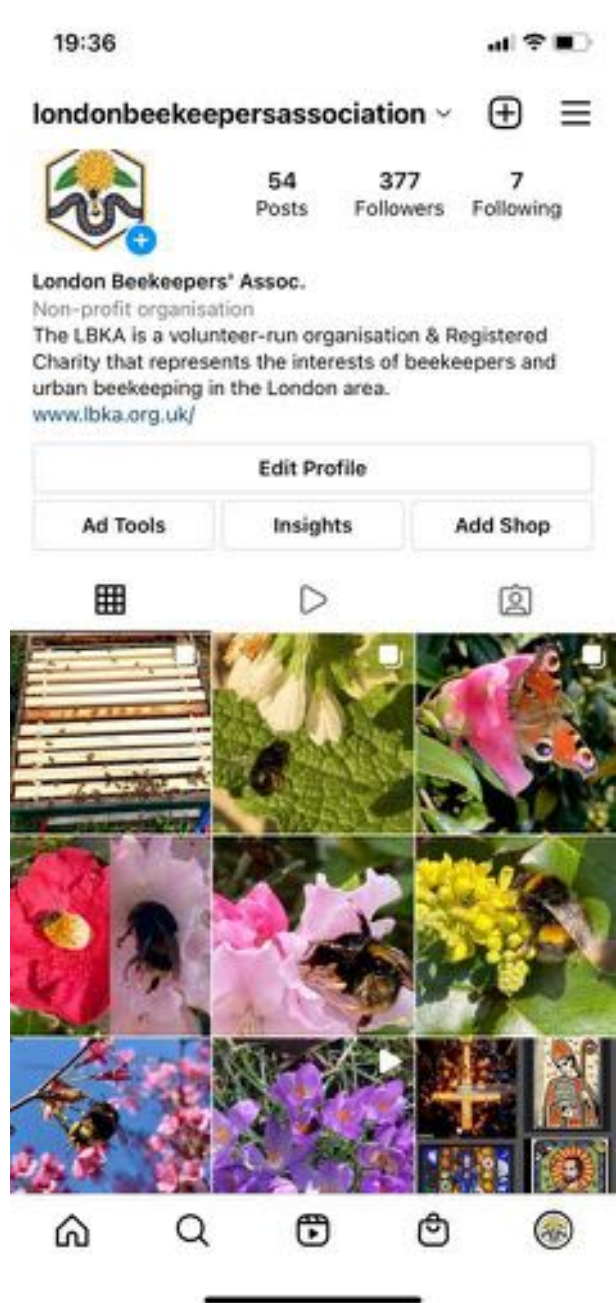 19:36
londonbeekeepersassociation
54 377 7
Posts Followers Following
London Beekeepers' Assoc.
Non-profit organisation
The LBKA is a volunteer-run organisation & Registered
Charity that represents the interests of beekeepers and
urban beekeeping in the London area.
www.lbka.org.uk/
Edit Profile
Ad Tools Insights Add Shop